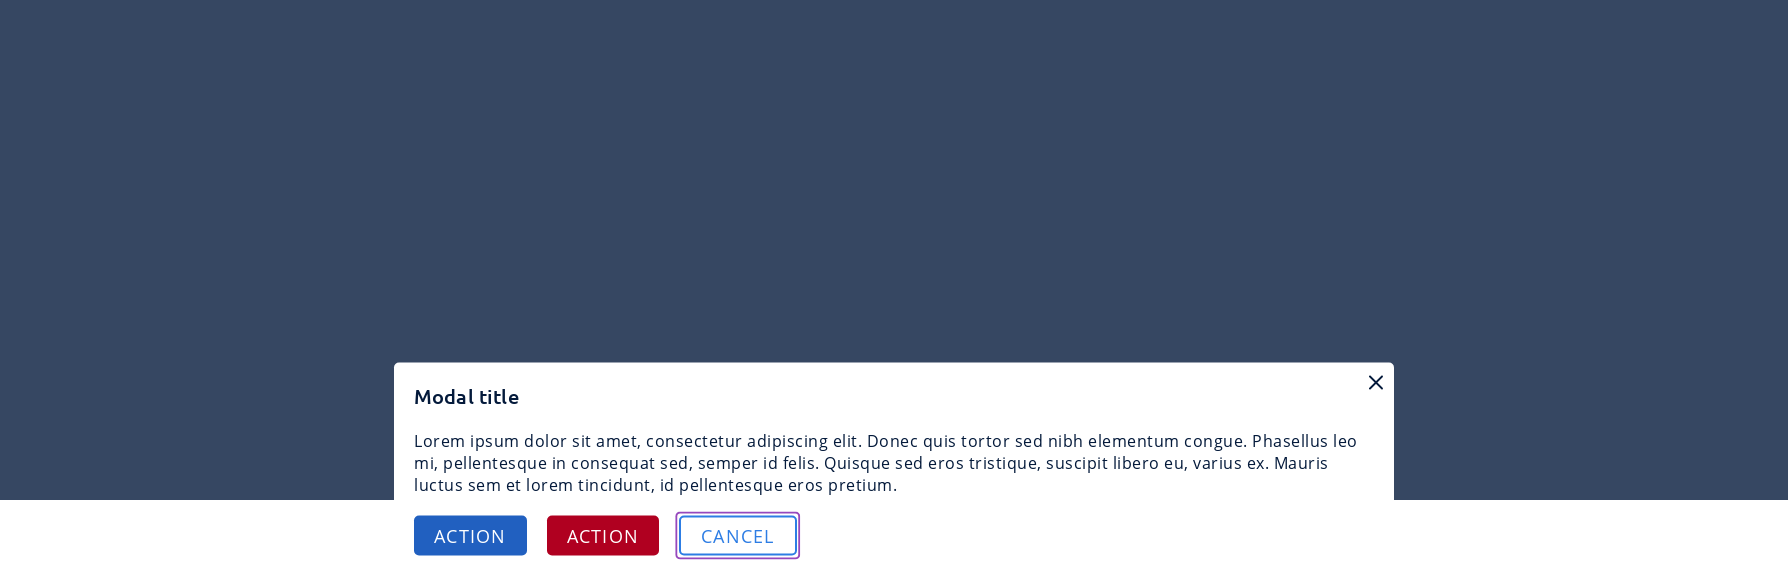 Modal title
Lorem ipsum dolor sit amet, consectetur adipiscing elit. Donec quis tortor sed nibh elementum congue. Phasellus leo
mi, pellentesque in consequat sed, semper id felis. Quisque sed eros tristique, suscipit libero eu, varius ex. Mauris
luctus sem et lorem tincidunt, id pellentesque eros pretium.
ACTION ACTION CANCEL